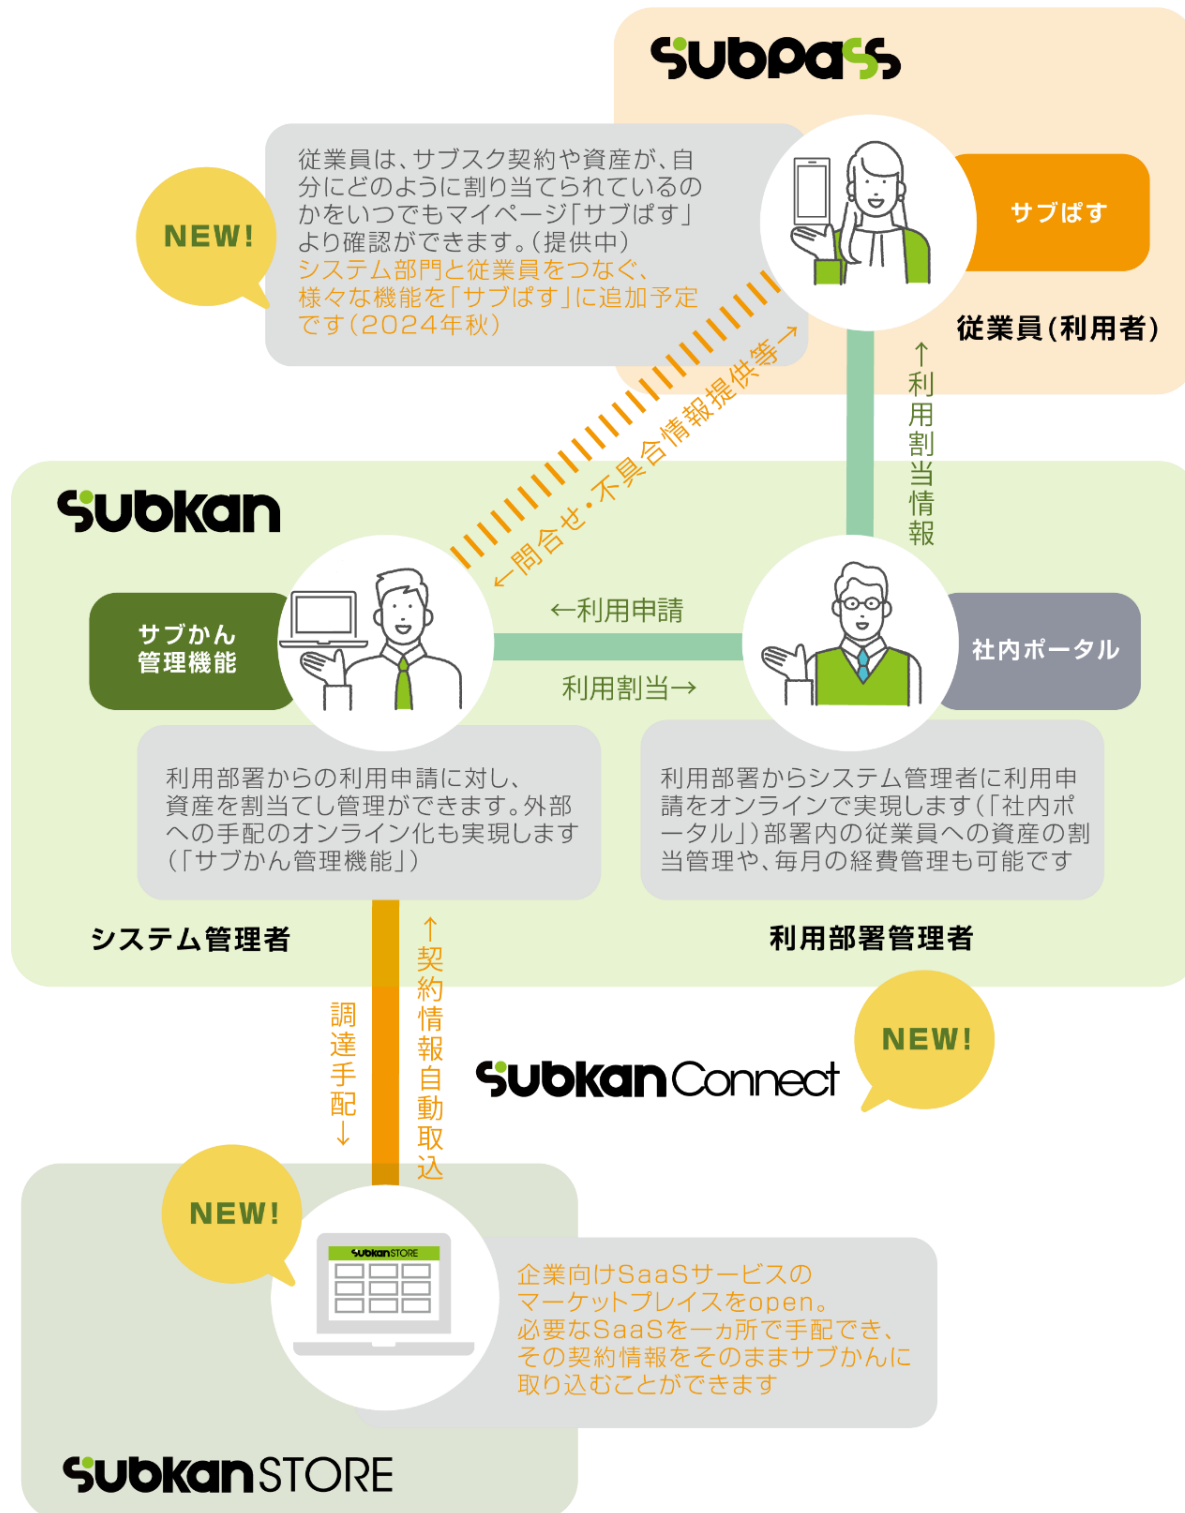 subpass
従業員は、サブスク契約や資産が、自
分にどのように割り当てられているの
かをいつでもマイページ「サブぱす」
より確認ができます。(提供中)
システム部門と従業員をつなぐ、
様々な機能を「サブぱす」に追加予定
です(2024年秋)
NEW!
サブぱす
従業員(利用者)
↑利用割当情報
←問合せ・不具合情報提供等→
subkan
サブかん
管理機能
←利用申請
利用割当→
社内ポータル
利用部署からの利用申請に対し、
資産を割当てし管理ができます。外部
への手配のオンライン化も実現します
(「サブかん管理機能」)
利用部署からシステム管理者に利用申
請をオンラインで実現します(「社内ポ
ータル」)部署内の従業員への資産の割
当管理や、毎月の経費管理も可能です
システム管理者
利用部署管理者
調達手配↓
↑契約情報自動取込
subkan Connect
NEW!
NEW!
subkan STORE
企業向けSaaSサービスの
マーケットプレイスをopen。
必要なSaaSを一ヵ所で手配でき、
その契約情報をそのままサブかんに
取り込むことができます
subkan STORE